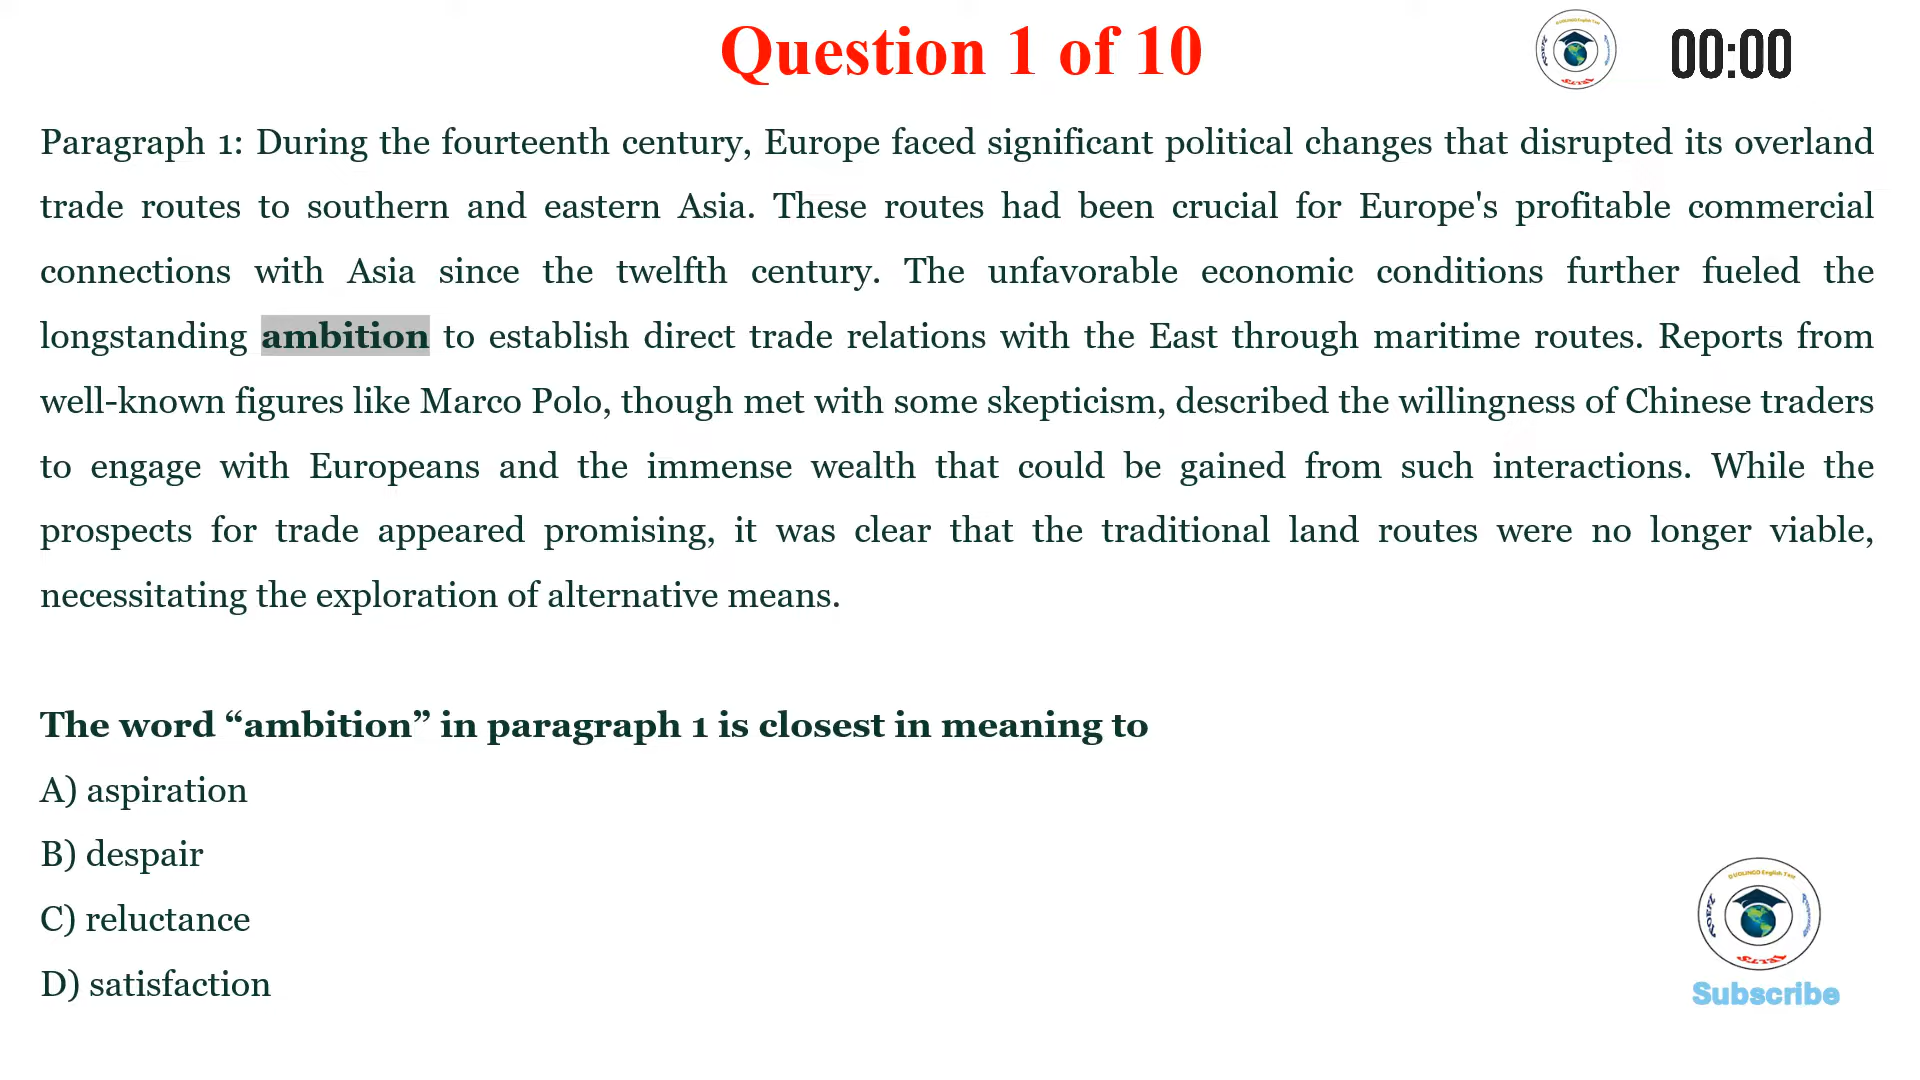 Question 1 of 10
00:00
Paragraph 1: During the fourteenth century, Europe faced significant political changes that disrupted its overland
trade routes to southern and eastern Asia. These routes had been crucial for Europe's profitable commercial
connections with Asia since the twelfth century. The unfavorable economic conditions further fueled the
longstanding ambition to establish direct trade relations with the East through maritime routes. Reports from
well-known figures like Marco Polo, though met with some skepticism, described the willingness of Chinese traders
to engage with Europeans and the immense wealth that could be gained from such interactions. While the
prospects for trade appeared promising, it was clear that the traditional land routes were no longer viable,
necessitating the exploration of alternative means.
The word “ambition” in paragraph 1 is closest in meaning to
A) aspiration
B) despair
C) reluctance
D) satisfaction
DUOLINGO English Test
IELTS
Subscribe